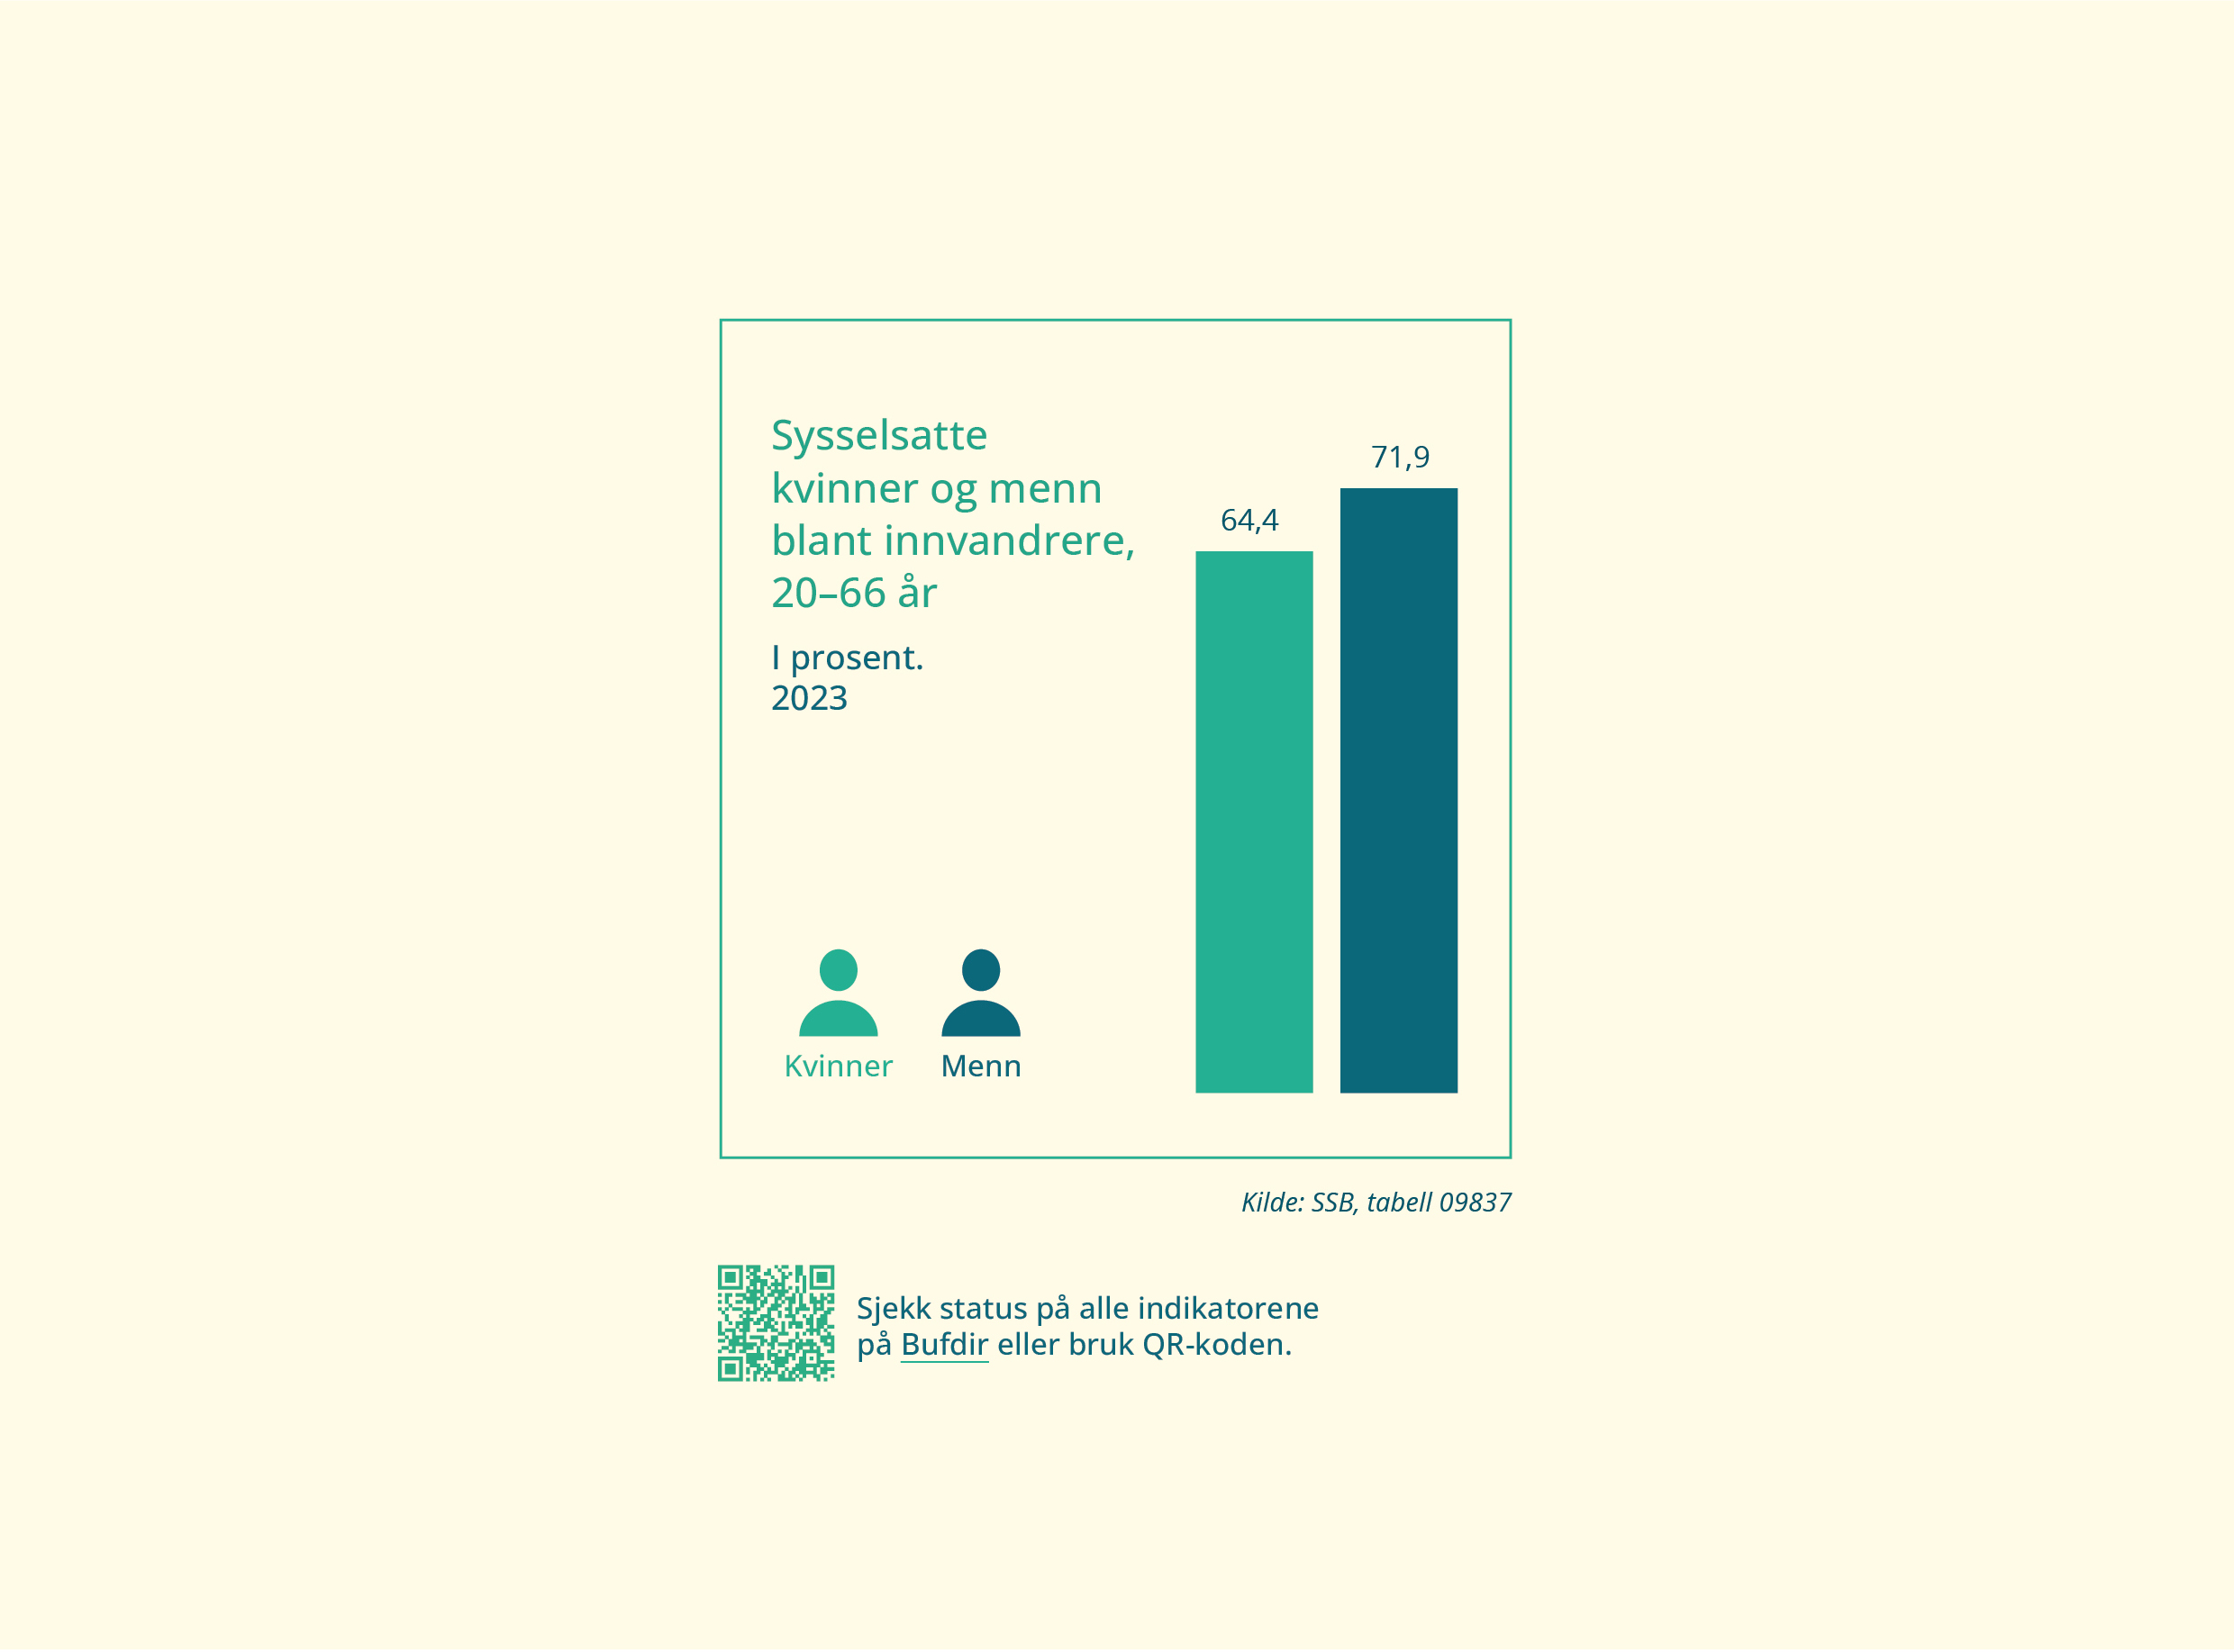 Sysselsatte
kvinner og menn
blant innvandrere,
20–66 år
I prosent.
2023
64,4
71,9
Kvinner
Menn
Kilde: SSB, tabell 09837
Sjekk status på alle indikatorene
på Bufdir eller bruk QR-koden.